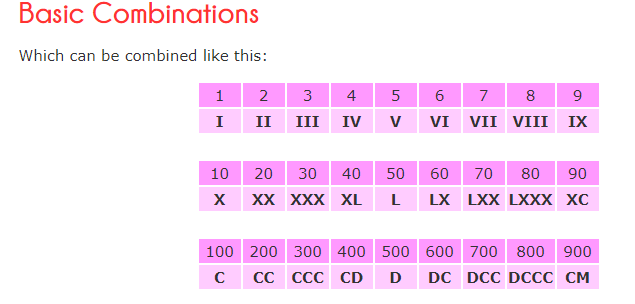 Basic Combinations
Which can be combined like this:
1 2 3 4 5 6 7 8 9
I II III IV V VI VII VIII IX
10 20 30 40 50 60 70 80 90
X XX XXX XL L LX LXX LXXX XC
100 200 300 400 500 600 700 800 900
C CC CCC CD D DC DCC DCCC CM